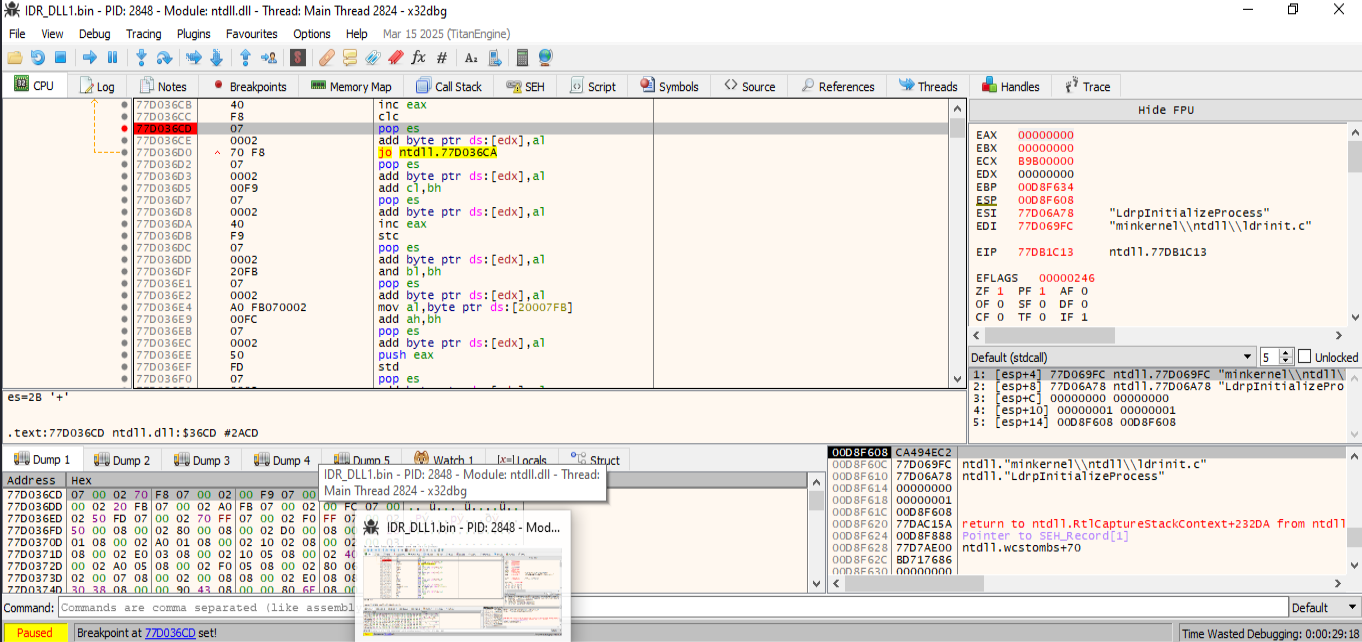 IDR_DLL1.bin - PID: 2848 - Module: ntdll.dll - Thread: Main Thread 2824 - x32dbg
File View Debug Tracing Plugins Favourites Options Help Mar 15 2025 (TitanEngine)
CPU Log Notes Breakpoints Memory Map Call Stack SEH Script Symbols Source References Threads Handles Trace
77D036CB 40 inc eax
77D036CC F8 clc
77D036CD 07 pop es
77D036CE 0002 add byte ptr ds:[edx],al
77D036D0 70 F8 jo ntdll.77D036CA
77D036D2 07 pop es
77D036D3 0002 add byte ptr ds:[edx],al
77D036D5 00F9 add cl,bh
77D036D7 07 pop es
77D036D8 0002 add byte ptr ds:[edx],al
77D036DA 40 inc eax
77D036DB F9 stc
77D036DC 07 pop es
77D036DD 0002 add byte ptr ds:[edx],al
77D036DF 20FB and bl,bh
77D036E1 07 pop es
77D036E2 0002 add byte ptr ds:[edx],al
77D036E4 A0 FB070002 mov al,byte ptr ds:[20007FB]
77D036E9 00FC add ah,bh
77D036EB 07 pop es
77D036EC 0002 add byte ptr ds:[edx],al
77D036EE 50 push eax
77D036EF FD std
77D036F0 07 pop es
Hide FPU
EAX 00000000
EBX 00000000
ECX B9B00000
EDX 00000000
EBP 00D8F634
ESP 00D8F608
ESI 77D06A78 "LdrpInitializeProcess"
EDI 77D069FC "minkernel\\ntdll\\ldrinit.c"
EIP 77DB1C13 ntdll.77DB1C13
EFLAGS 00000246
ZF 1 PF 1 AF 0
OF 0 SF 0 DF 0
CF 0 TF 0 IF 1
Default (stdcall) 5 Unlocked
1: [esp+4] 77D069FC ntdll.77D069FC "minkernel\\ntdll\
2: [esp+8] 77D06A78 ntdll.77D06A78 "LdrpInitializePro
3: [esp+C] 00000000 00000000
4: [esp+10] 00000001 00000001
5: [esp+14] 00D8F608 00D8F608
es=2B '+'
.text:77D036CD ntdll.dll:$36CD #2ACD
Dump 1 Dump 2 Dump 3 Dump 4 Dump 5 Watch 1 [x]= Locals Struct
Address Hex
77D036CD 07 00 02 70 F8 07 00 02 00 F9 07 00
77D036DD 00 02 20 FB 07 00 02 A0 FB 07 00 02 00 FC 07 00
77D036ED 02 50 FD 07 00 02 70 FF 07 00 02 F0 FF 07
77D036FD 50 00 08 00 02 80 00 08 00 02 D0 00 08
77D0370D 01 08 00 02 A0 01 08 00 02 10 02 08 00
77D0371D 08 00 02 E0 03 08 00 02 10 05 08 00 02
77D0372D 00 02 A0 05 08 00 02 F0 05 08 00 02 80
77D0373D 02 00 07 08 00 02 00 08 08 00 02 E0 08
30 38 08 00 00 90 43 08 00 00 80 6F 08
IDR_DLL1.bin - PID: 2848 - Module: ntdll.dll - Thread:
Main Thread 2824 - x32dbg
IDR_DLL1.bin - PID: 2848 - Mod...
00D8F608 CA494EC2
00D8F60C 77D069FC ntdll."minkernel\\ntdll\\ldrinit.c"
00D8F610 77D06A78 ntdll."LdrpInitializeProcess"
00D8F614 00000000
00D8F618 00000001
00D8F61C 00D8F608
00D8F620 77DAC15A return to ntdll.RtlCaptureStackContext+232DA from ntdll
00D8F624 00D8F888 Pointer to SEH_Record[1]
00D8F628 77D7AE00 ntdll.wcstombs+70
00D8F62C BD717686
00D8F630 00000000
Command: Commands are comma separated (like assembl Default
Paused Breakpoint at 77D036CD set! Time Wasted Debugging: 0:00:29:18